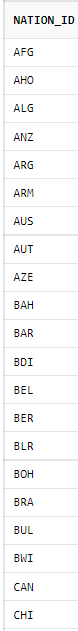 NATION_ID
AFG
AHO
ALG
ANZ
ARG
ARM
AUS
AUT
AZE
BAH
BAR
BDI
BEL
BER
BLR
BOH
BRA
BUL
BWI
CAN
CHI